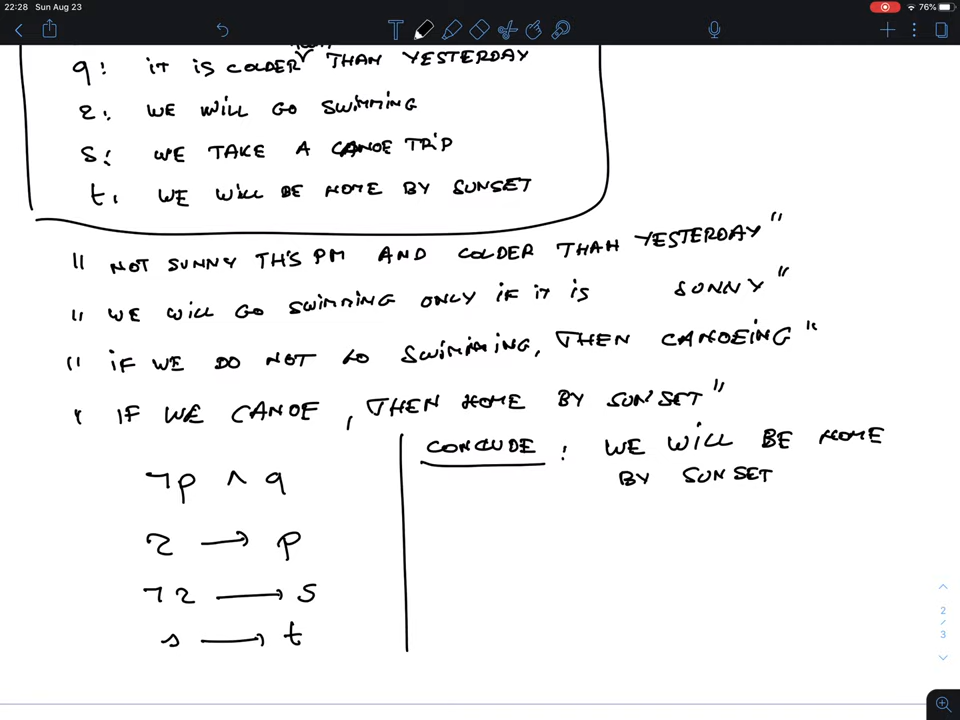 22:28 Sun Aug 23 76%
q: IT IS COLDER THAN YESTERDAY
r: WE WILL GO SWIMMING
s: WE TAKE A CANOE TRIP
t: WE WILL BE HOME BY SUNSET
" NOT SUNNY THIS PM AND COLDER THAN YESTERDAY "
" WE WILL GO SWIMMING ONLY IF IT IS SUNNY "
" IF WE DO NOT GO SWIMMING, THEN CANOEING "
" IF WE CANOE, THEN HOME BY SUNSET "
CONCLUDE : WE WILL BE HOME
BY SUNSET
¬p ∧ q
r → p
¬r → s
s → t
2
/
3